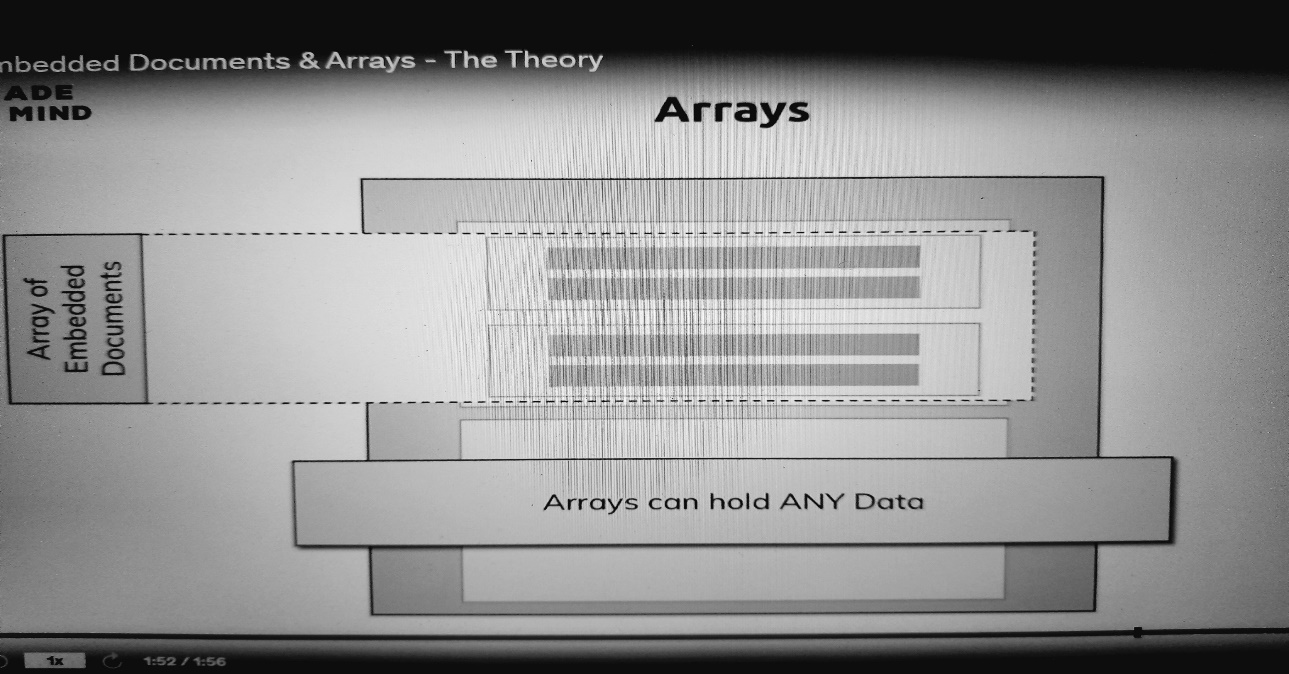 mbedded Documents & Arrays - The Theory
ADE
MIND
Arrays
Array of
Embedded
Documents
Arrays can hold ANY Data
1x
1:52 / 1:56